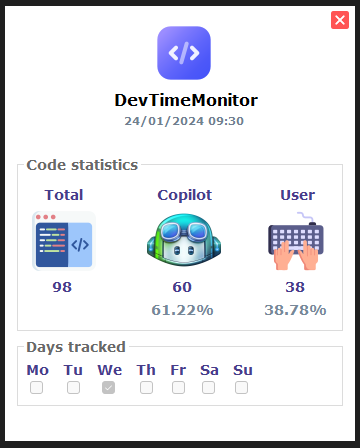 DevTimeMonitor
24/01/2024 09:30
Code statistics
Total Copilot User
98 60 38
61.22% 38.78%
Days tracked
Mo Tu We Th Fr Sa Su